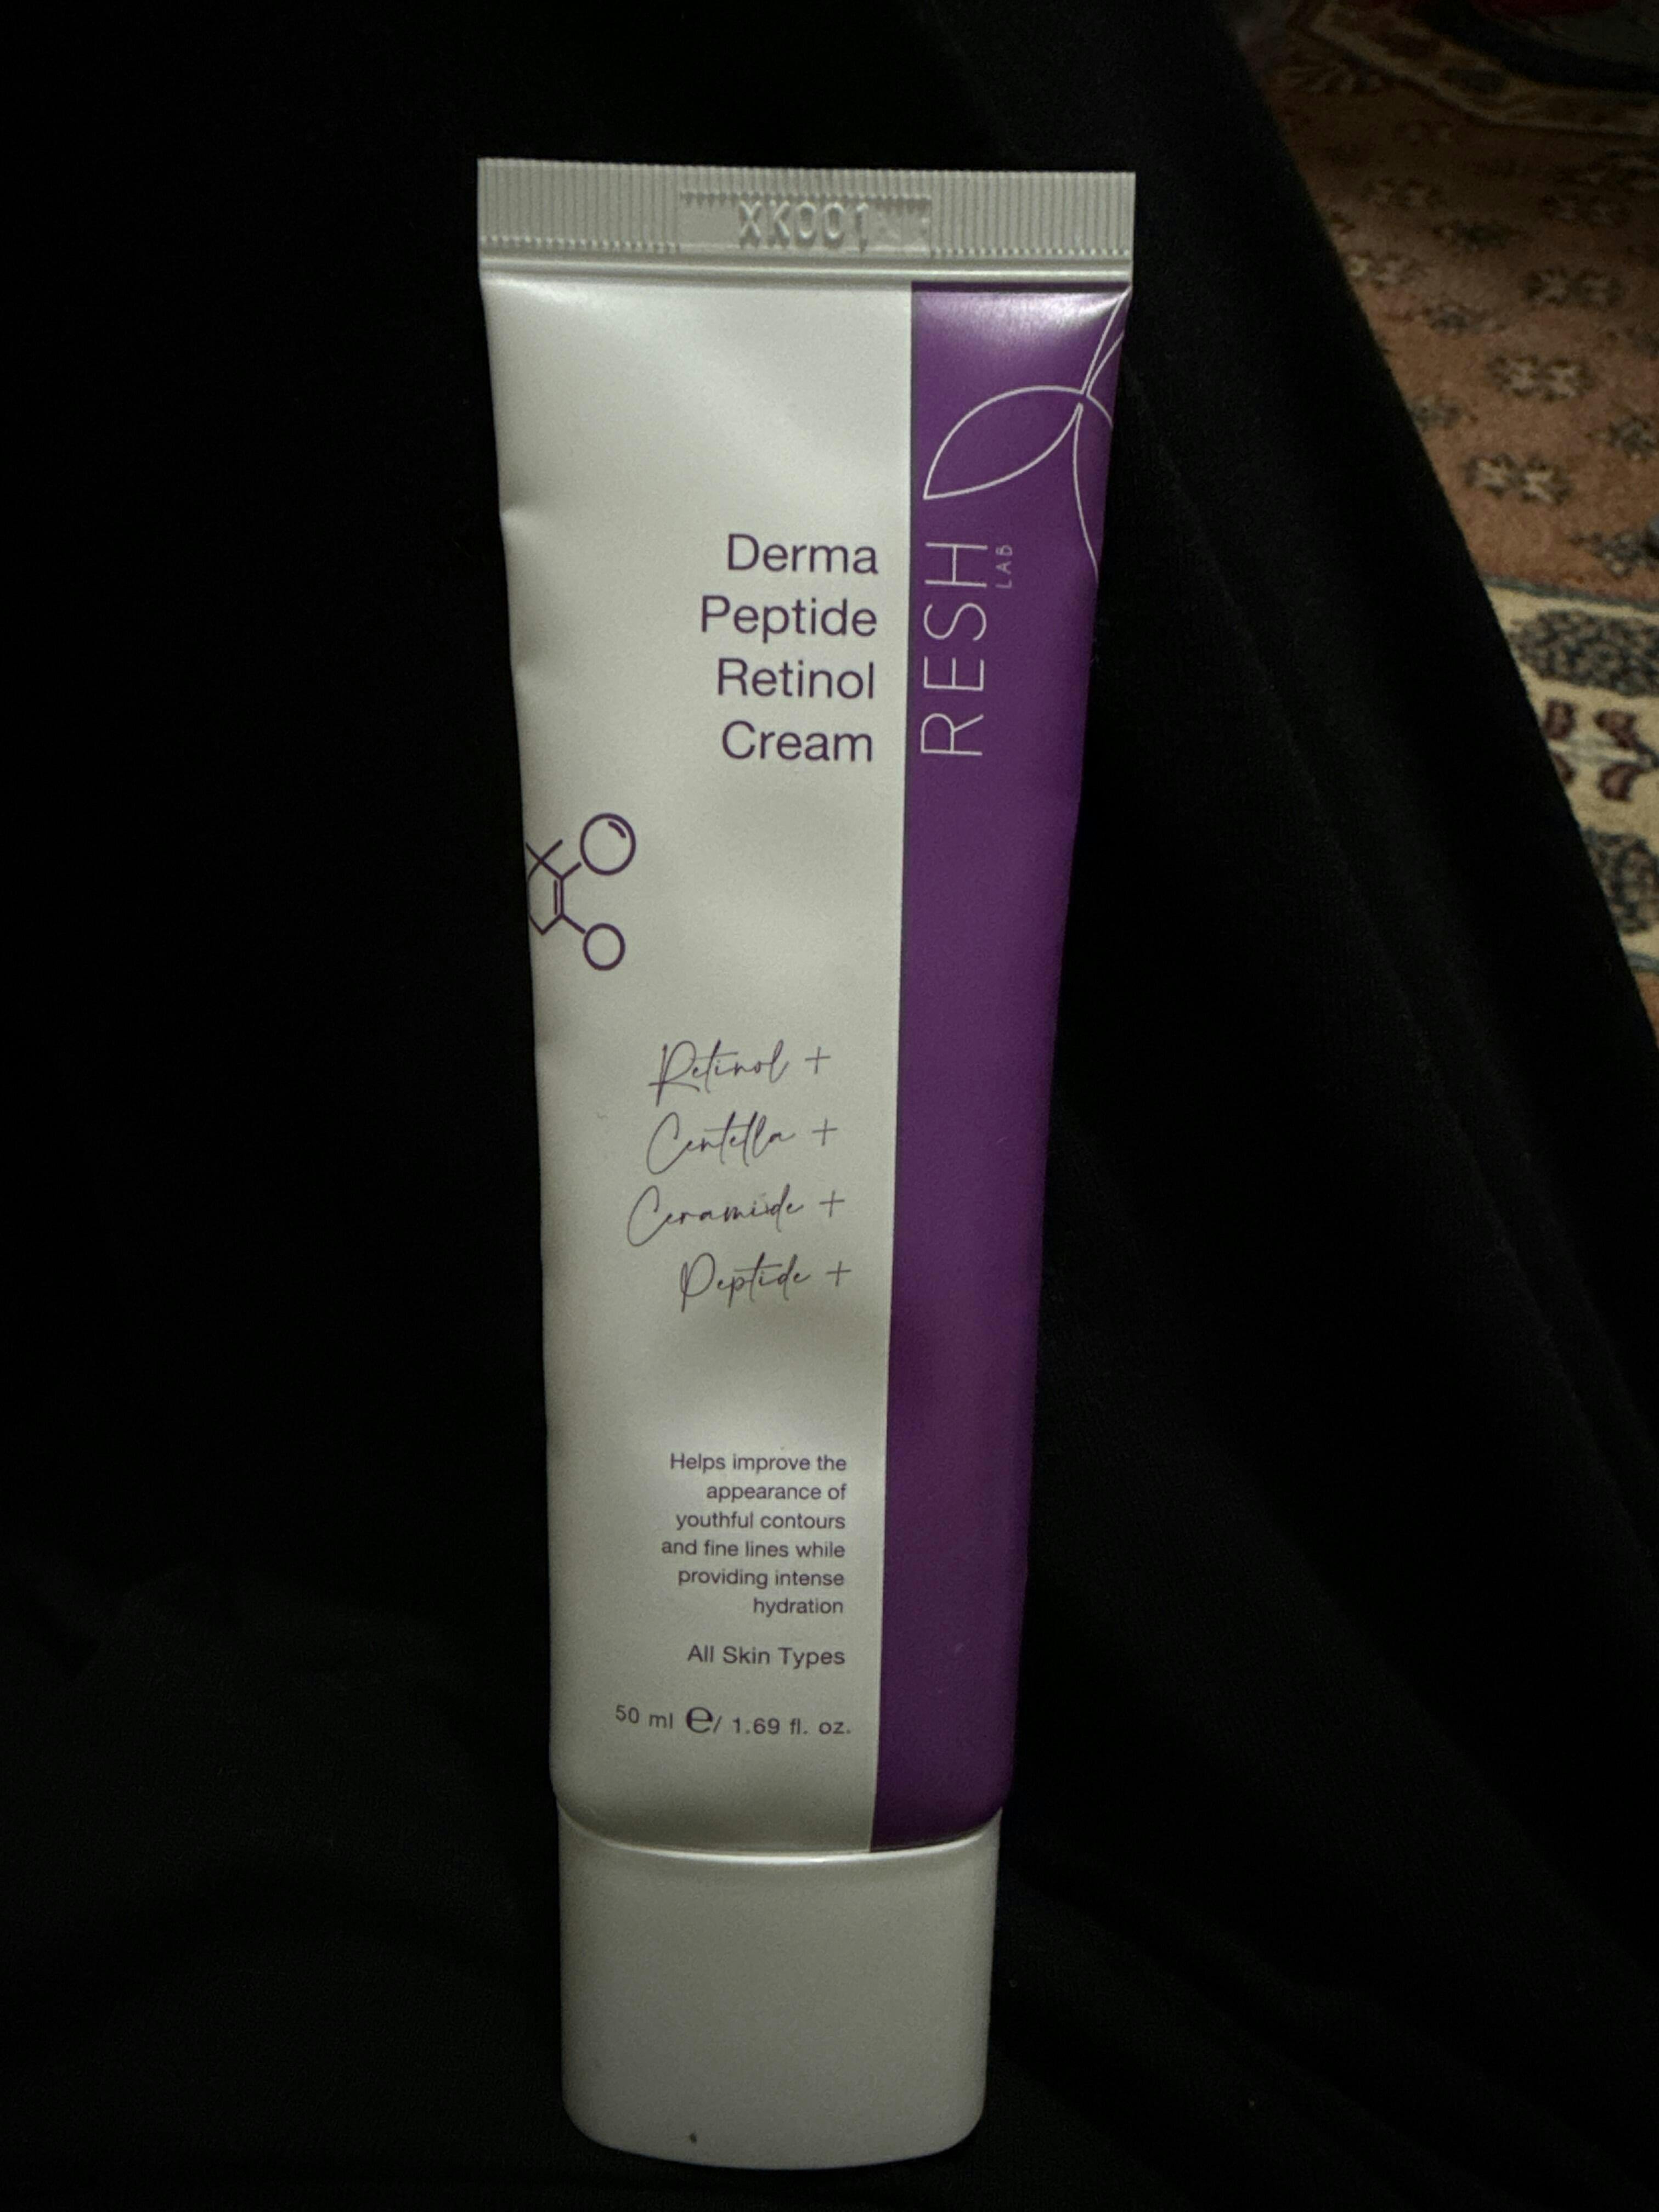 XK001
Derma
Peptide
Retinol
Cream
RESH
LAB
Retinol +
Centella +
Ceramide +
Peptide +
Helps improve the
appearance of
youthful contours
and fine lines while
providing intense
hydration
All Skin Types
50 ml ℮/ 1.69 fl. oz.